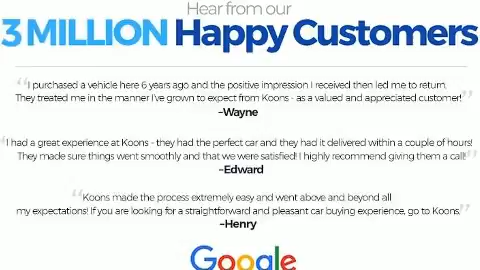 Hear from our
3 MILLION Happy Customers
“I purchased a vehicle here 6 years ago and the positive impression I received then led me to return.
They treated me in the manner I've grown to expect from Koons - as a valued and appreciated customer!”
–Wayne
“I had a great experience at Koons - they had the perfect car and they had it delivered within a couple of hours!
They made sure things went smoothly and that we were satisfied! I highly recommend giving them a call!”
–Edward
“Koons made the process extremely easy and went above and beyond all
my expectations! If you are looking for a straightforward and pleasant car buying experience, go to Koons.”
–Henry
Google